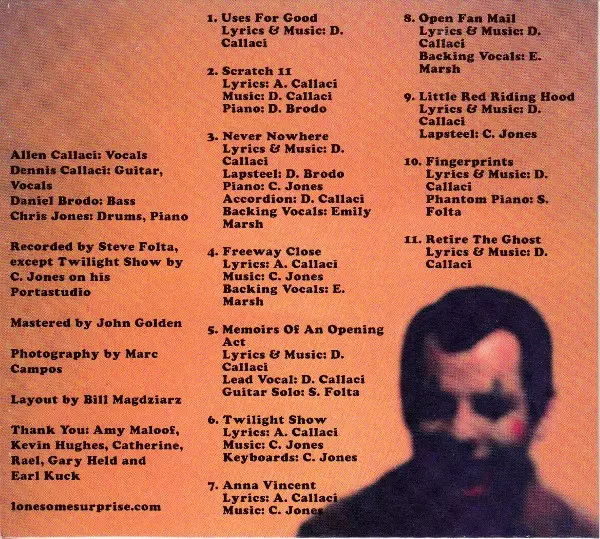 Allen Callaci: Vocals
Dennis Callaci: Guitar,
Vocals
Daniel Brodo: Bass
Chris Jones: Drums, Piano
Recorded by Steve Folta,
except Twilight Show by
C. Jones on his
Portastudio
Mastered by John Golden
Photography by Marc
Campos
Layout by Bill Magdziarz
Thank You: Amy Maloof,
Kevin Hughes, Catherine,
Rael, Gary Held and
Earl Kuck
lonesomesurprise.com
1. Uses For Good
Lyrics & Music: D.
Callaci
2. Scratch 11
Lyrics: A. Callaci
Music: D. Callaci
Piano: D. Brodo
3. Never Nowhere
Lyrics & Music: D.
Callaci
Lapsteel: D. Brodo
Piano: C. Jones
Accordion: D. Callaci
Backing Vocals: Emily
Marsh
4. Freeway Close
Lyrics: A. Callaci
Music: C. Jones
Backing Vocals: E.
Marsh
5. Memoirs Of An Opening
Act
Lyrics & Music: D.
Callaci
Lead Vocal: D. Callaci
Guitar Solo: S. Folta
6. Twilight Show
Lyrics: A. Callaci
Music: C. Jones
Keyboards: C. Jones
7. Anna Vincent
Lyrics: A. Callaci
Music: C. Jones
8. Open Fan Mail
Lyrics & Music: D.
Callaci
Backing Vocals: E.
Marsh
9. Little Red Riding Hood
Lyrics & Music: D.
Callaci
Lapsteel: C. Jones
10. Fingerprints
Lyrics & Music: D.
Callaci
Phantom Piano: S.
Folta
11. Retire The Ghost
Lyrics & Music: D.
Callaci